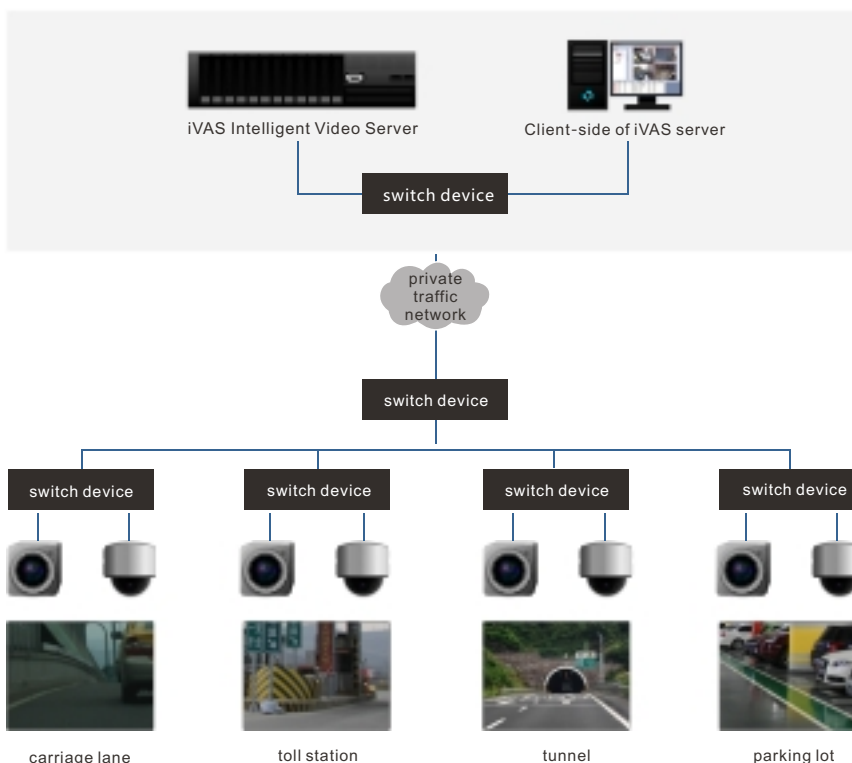 iVAS Intelligent Video Server
Client-side of iVAS server
switch device
private
traffic
network
switch device
switch device
switch device
switch device
switch device
carriage lane
toll station
tunnel
parking lot